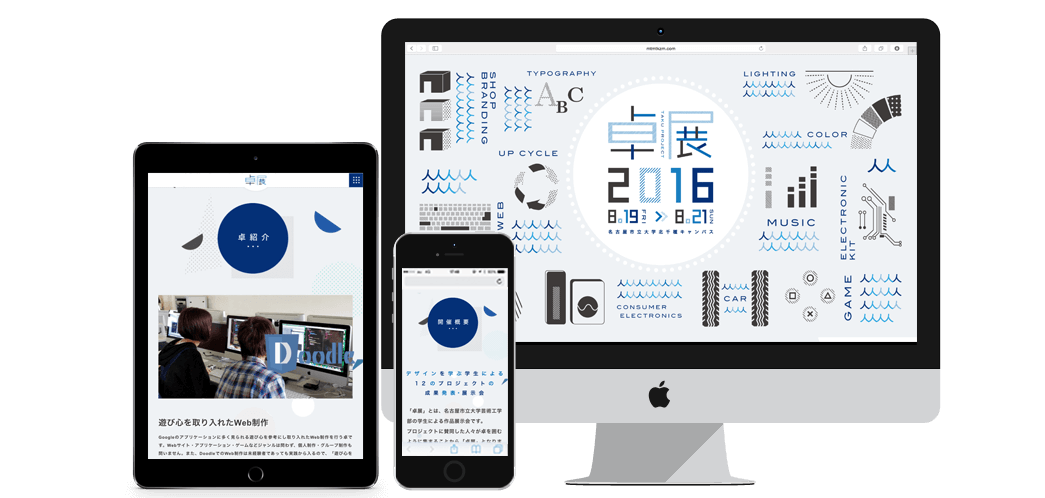 mtmtkpm.com
SHOP
BRANDING
TYPOGRAPHY
ABC
LIGHTING
UP CYCLE
COLOR
WEB
MUSIC
ELECTRONIC
KIT
CONSUMER
ELECTRONICS
CAR
GAME
卓展
TAKU PROJECT
2016
8.19 FRI >> 8.21 SUN
名古屋市立大学北千種キャンパス
卓展
卓紹介
Doodle
遊び心を取り入れたWeb制作
Googleのアプリケーションに多く見られる遊び心を参考にし取り入れたWeb制作を行う卓で
す。Webサイト・アプリケーション・ゲームなどジャンルは問わず、個人制作・グループ制作も
問いません。また、DoodleでのWeb制作は未経験者であっても実践から入るので、「遊び心を
開催概要
デザインを学ぶ学生による
12のプロジェクトの
成果発表・展示会
「卓展」とは、名古屋市立大学芸術工学
部の学生による作品展示会です。
プロジェクトに賛同した人々が卓を囲む